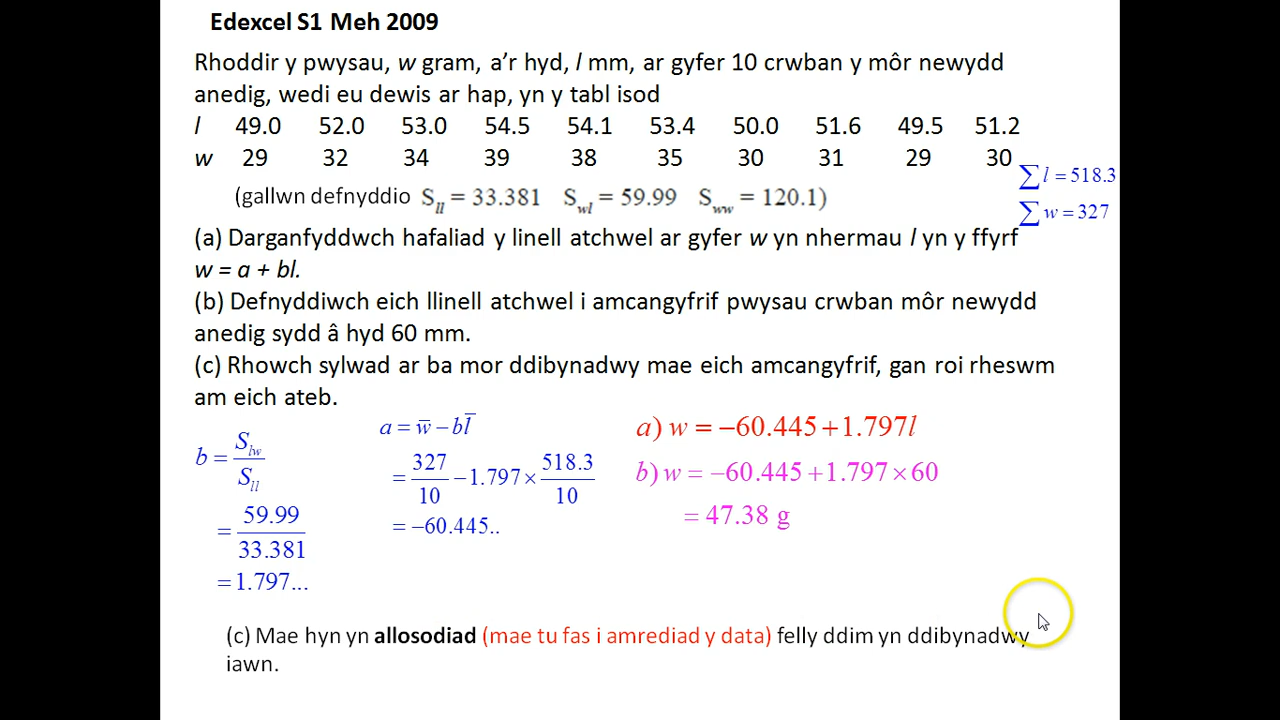 Edexcel S1 Meh 2009
Rhoddir y pwysau, w gram, a’r hyd, l mm, ar gyfer 10 crwban y môr newydd
anedig, wedi eu dewis ar hap, yn y tabl isod
l 49.0 52.0 53.0 54.5 54.1 53.4 50.0 51.6 49.5 51.2
w 29 32 34 39 38 35 30 31 29 30
∑ l = 518.3
(gallwn defnyddio S_ll = 33.381 S_wl = 59.99 S_ww = 120.1)
∑ w = 327
(a) Darganfyddwch hafaliad y linell atchwel ar gyfer w yn nhermau l yn y ffyrf
w = a + bl.
(b) Defnyddiwch eich llinell atchwel i amcangyfrif pwysau crwban môr newydd
anedig sydd â hyd 60 mm.
(c) Rhowch sylwad ar ba mor ddibynadwy mae eich amcangyfrif, gan roi rheswm
am eich ateb.
b = S_lw / S_ll
= 59.99 / 33.381
= 1.797...
a = w̄ − b l̄
= 327/10 − 1.797 × 518.3/10
= −60.445..
a) w = −60.445 + 1.797l
b) w = −60.445 + 1.797 × 60
= 47.38 g
(c) Mae hyn yn allosodiad (mae tu fas i amrediad y data) felly ddim yn ddibynadwy
iawn.